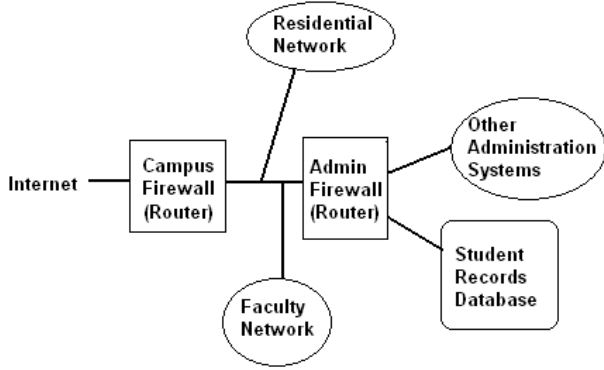 Residential
Network
Internet
Campus
Firewall
(Router)
Admin
Firewall
(Router)
Other
Administration
Systems
Student
Records
Database
Faculty
Network